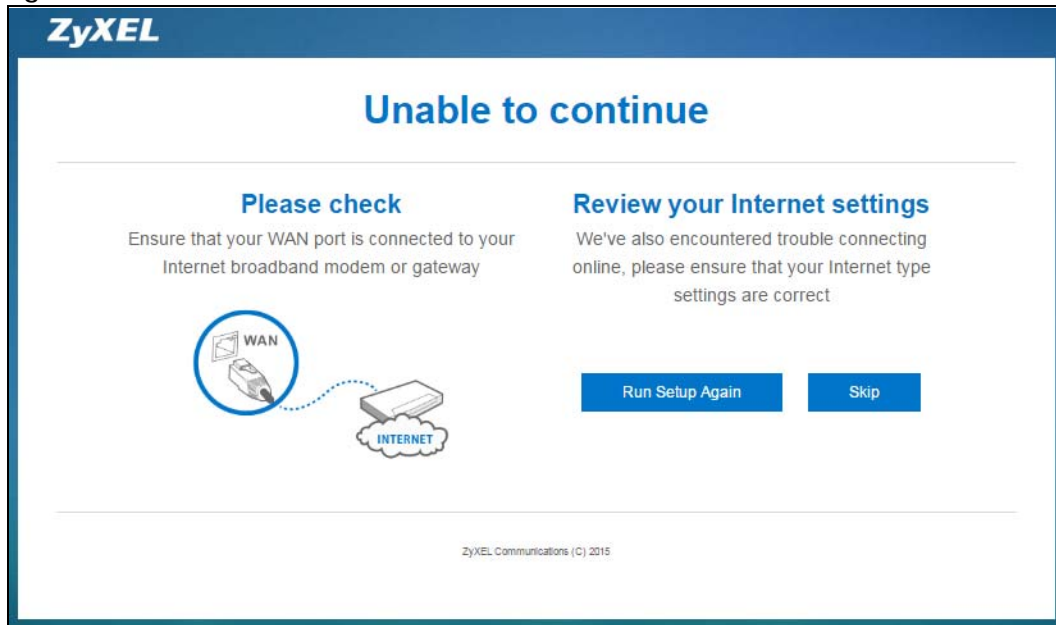 ZyXEL
Unable to continue
Please check
Ensure that your WAN port is connected to your
Internet broadband modem or gateway
WAN
INTERNET
Review your Internet settings
We've also encountered trouble connecting
online, please ensure that your Internet type
settings are correct
Run Setup Again
Skip
ZyXEL Communications (C) 2015